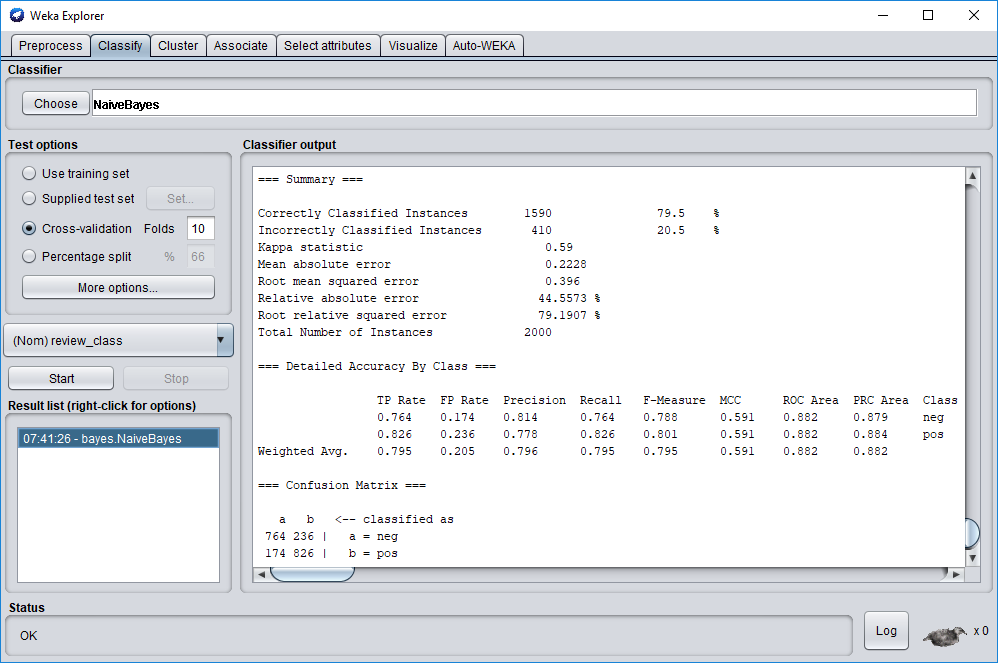 Weka Explorer
Preprocess Classify Cluster Associate Select attributes Visualize Auto-WEKA
Classifier
Choose NaiveBayes
Test options
Use training set
Supplied test set Set...
Cross-validation Folds 10
Percentage split % 66
More options...
(Nom) review_class
Start Stop
Result list (right-click for options)
07:41:26 - bayes.NaiveBayes
Classifier output
=== Summary ===
Correctly Classified Instances 1590 79.5 %
Incorrectly Classified Instances 410 20.5 %
Kappa statistic 0.59
Mean absolute error 0.2228
Root mean squared error 0.396
Relative absolute error 44.5573 %
Root relative squared error 79.1907 %
Total Number of Instances 2000
=== Detailed Accuracy By Class ===
TP Rate FP Rate Precision Recall F-Measure MCC ROC Area PRC Area Class
0.764 0.174 0.814 0.764 0.788 0.591 0.882 0.879 neg
0.826 0.236 0.778 0.826 0.801 0.591 0.882 0.884 pos
Weighted Avg. 0.795 0.205 0.796 0.795 0.795 0.591 0.882 0.882
=== Confusion Matrix ===
a b <-- classified as
764 236 | a = neg
174 826 | b = pos
Status
OK
Log
x 0